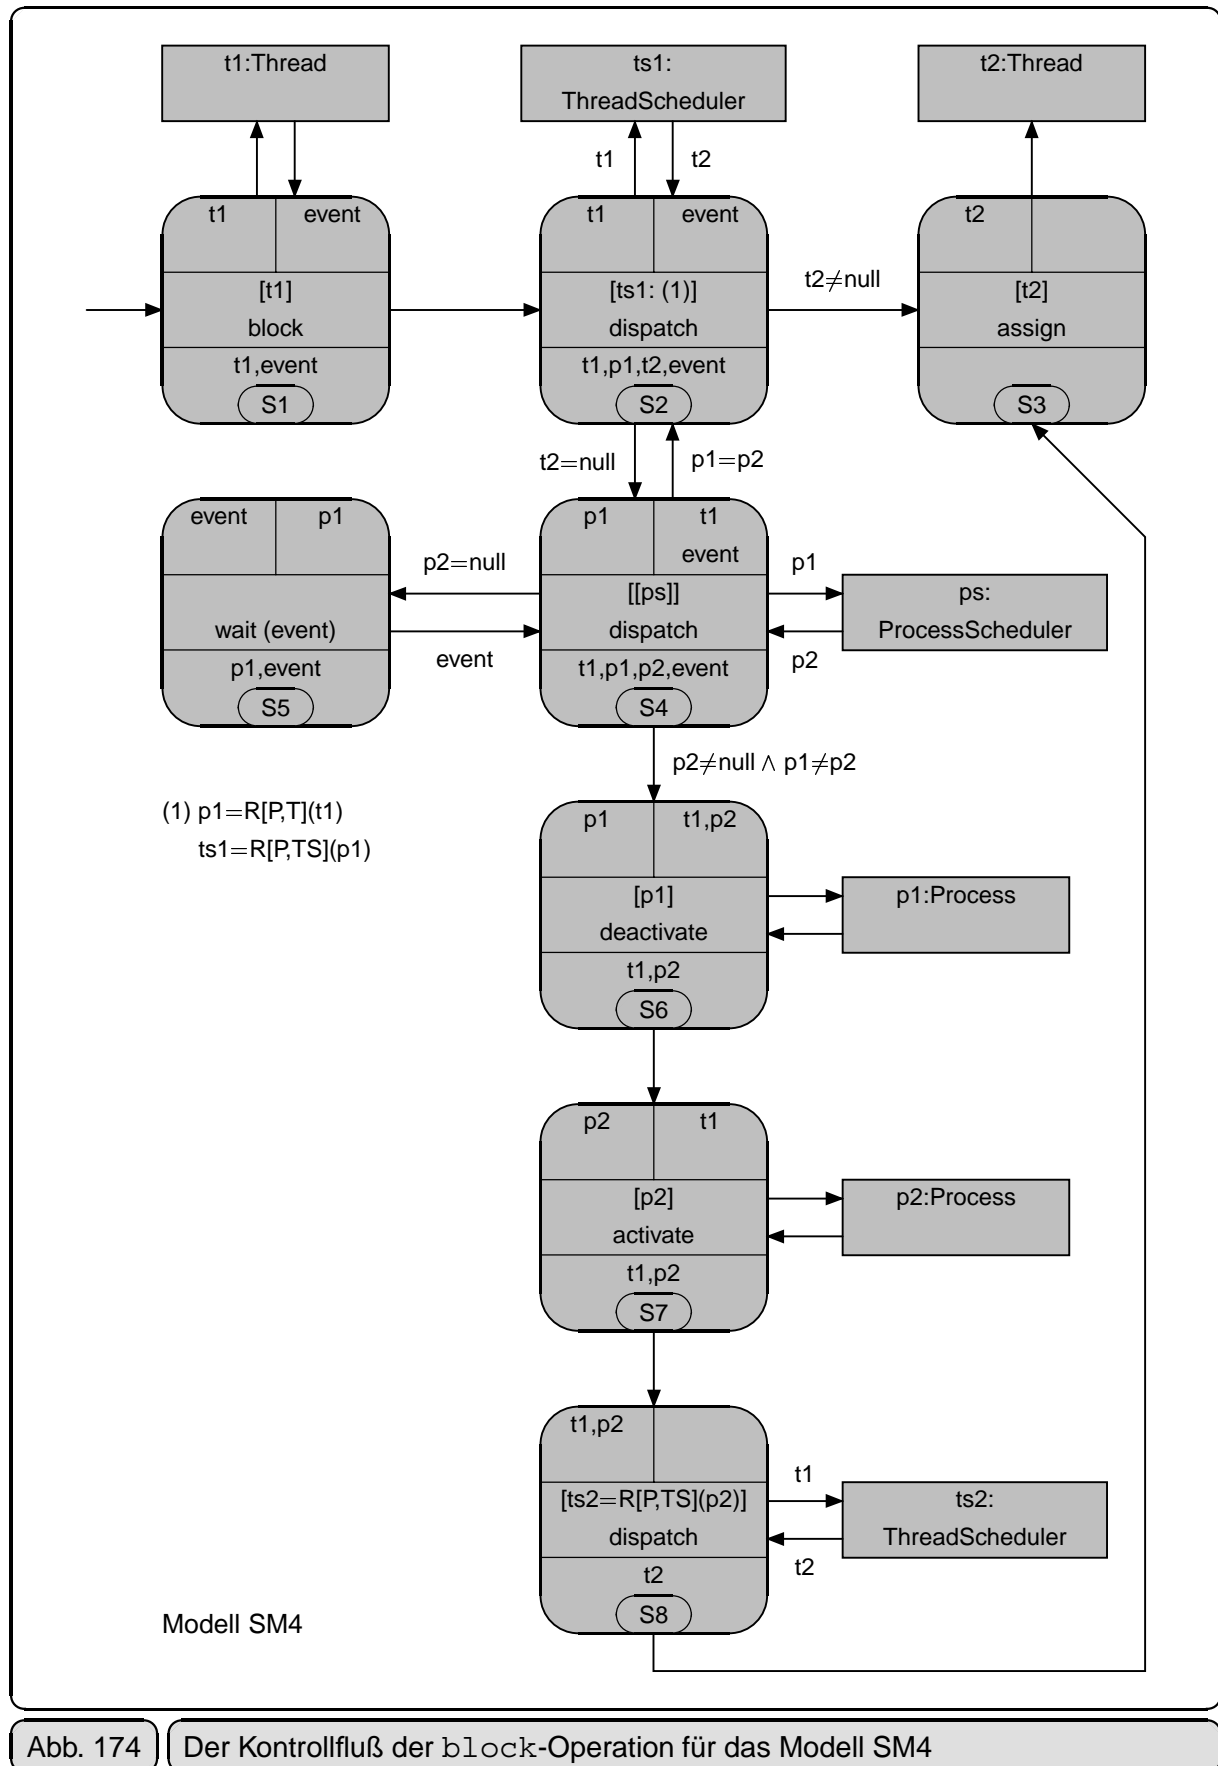 t1:Thread
ts1:
ThreadScheduler
t2:Thread
t1
t2
t1
event
[t1]
block
t1,event
S1
t1
event
[ts1: (1)]
dispatch
t1,p1,t2,event
S2
t2≠null
t2
[t2]
assign
S3
t2=null
p1=p2
event
p1
wait (event)
p1,event
S5
p2=null
event
p1
t1
event
[[ps]]
dispatch
t1,p1,p2,event
S4
p1
p2
ps:
ProcessScheduler
p2≠null ∧ p1≠p2
(1) p1=R[P,T](t1)
ts1=R[P,TS](p1)
p1
t1,p2
[p1]
deactivate
t1,p2
S6
p1:Process
p2
t1
[p2]
activate
t1,p2
S7
p2:Process
t1,p2
[ts2=R[P,TS](p2)]
dispatch
t2
S8
t1
t2
ts2:
ThreadScheduler
Modell SM4
Abb. 174
Der Kontrollfluß der block-Operation für das Modell SM4